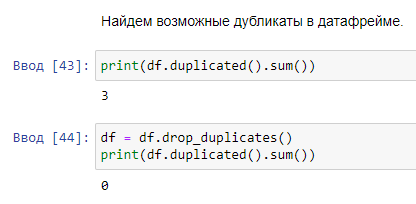 Найдем возможные дубликаты в датафрейме.
Ввод [43]: print(df.duplicated().sum())
3
Ввод [44]: df = df.drop_duplicates()
print(df.duplicated().sum())
0